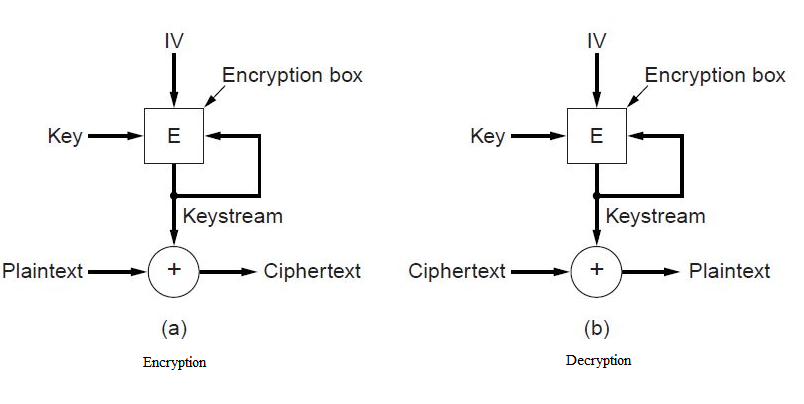 IV
Encryption box
Key
E
Keystream
Plaintext
+
Ciphertext
(a)
Encryption
IV
Encryption box
Key
E
Keystream
Ciphertext
+
Plaintext
(b)
Decryption